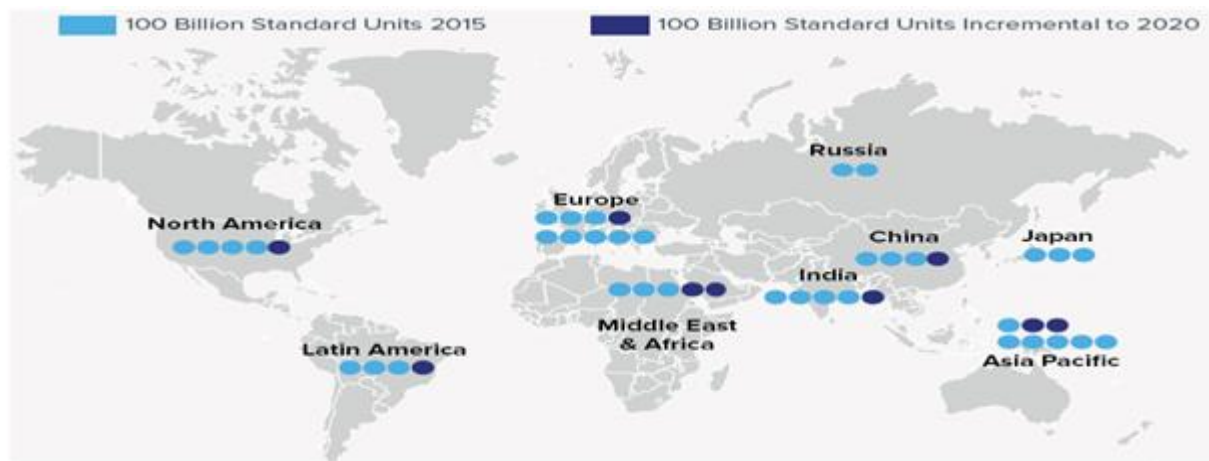 100 Billion Standard Units 2015
100 Billion Standard Units Incremental to 2020
Russia
Europe
North America
China
Japan
India
Middle East
& Africa
Latin America
Asia Pacific